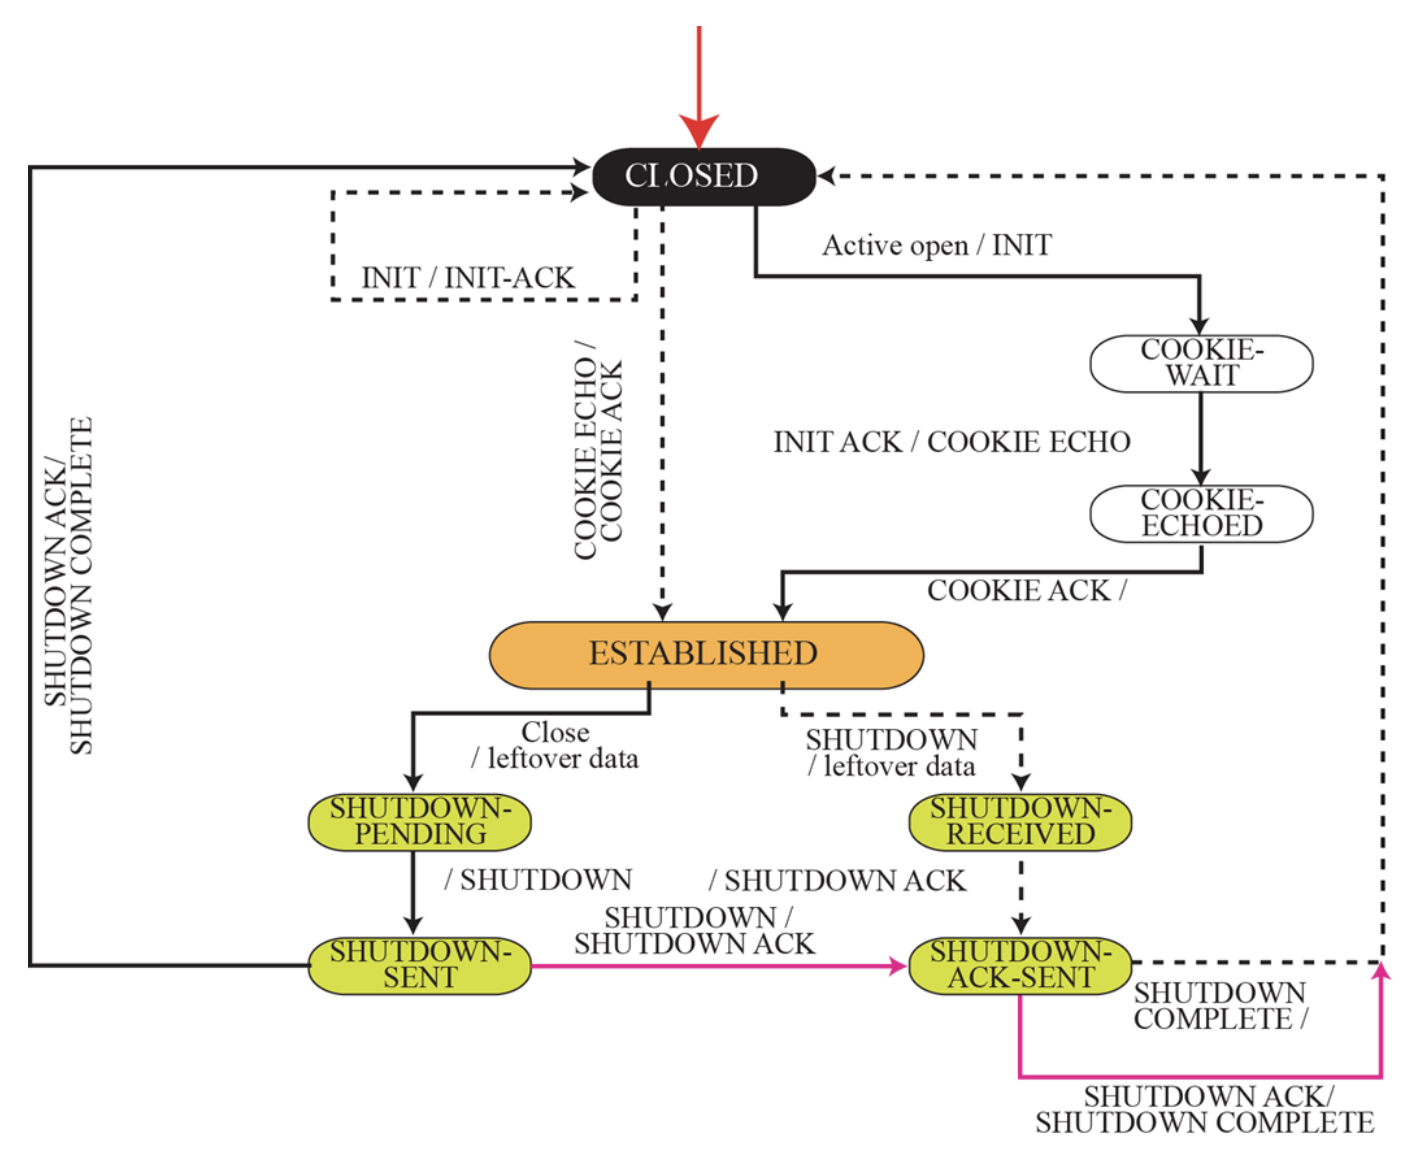 CLOSED
Active open / INIT
INIT / INIT-ACK
COOKIE-
WAIT
COOKIE ECHO /
COOKIE ACK
INIT ACK / COOKIE ECHO
SHUTDOWN ACK/
SHUTDOWN COMPLETE
COOKIE-
ECHOED
COOKIE ACK /
ESTABLISHED
Close
/ leftover data
SHUTDOWN
/ leftover data
SHUTDOWN-
PENDING
SHUTDOWN-
RECEIVED
/ SHUTDOWN
/ SHUTDOWN ACK
SHUTDOWN /
SHUTDOWN ACK
SHUTDOWN-
SENT
SHUTDOWN-
ACK-SENT
SHUTDOWN
COMPLETE /
SHUTDOWN ACK/
SHUTDOWN COMPLETE